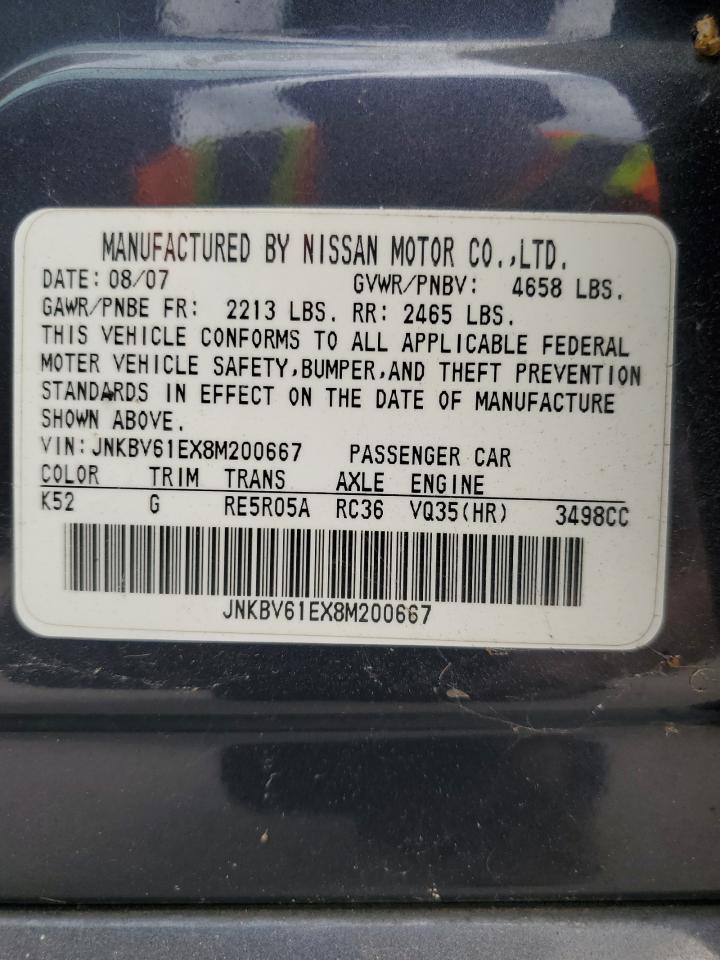 MANUFACTURED BY NISSAN MOTOR CO.,LTD.
DATE: 08/07 GVWR/PNBV: 4658 LBS.
GAWR/PNBE FR: 2213 LBS. RR: 2465 LBS.
THIS VEHICLE CONFORMS TO ALL APPLICABLE FEDERAL
MOTER VEHICLE SAFETY,BUMPER,AND THEFT PREVENTION
STANDARDS IN EFFECT ON THE DATE OF MANUFACTURE
SHOWN ABOVE.
VIN: JNKBV61EX8M200667 PASSENGER CAR
COLOR TRIM TRANS AXLE ENGINE
K52 G RE5R05A RC36 VQ35(HR) 3498CC
JNKBV61EX8M200667